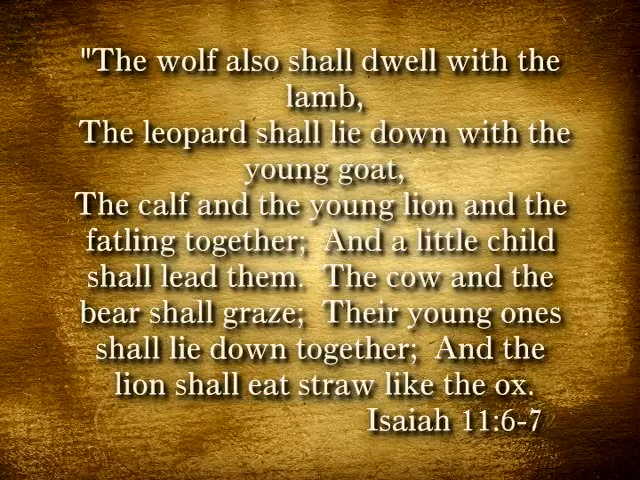 "The wolf also shall dwell with the
lamb,
The leopard shall lie down with the
young goat,
The calf and the young lion and the
fatling together;  And a little child
shall lead them.  The cow and the
bear shall graze;  Their young ones
shall lie down together;  And the
lion shall eat straw like the ox.
Isaiah 11:6-7